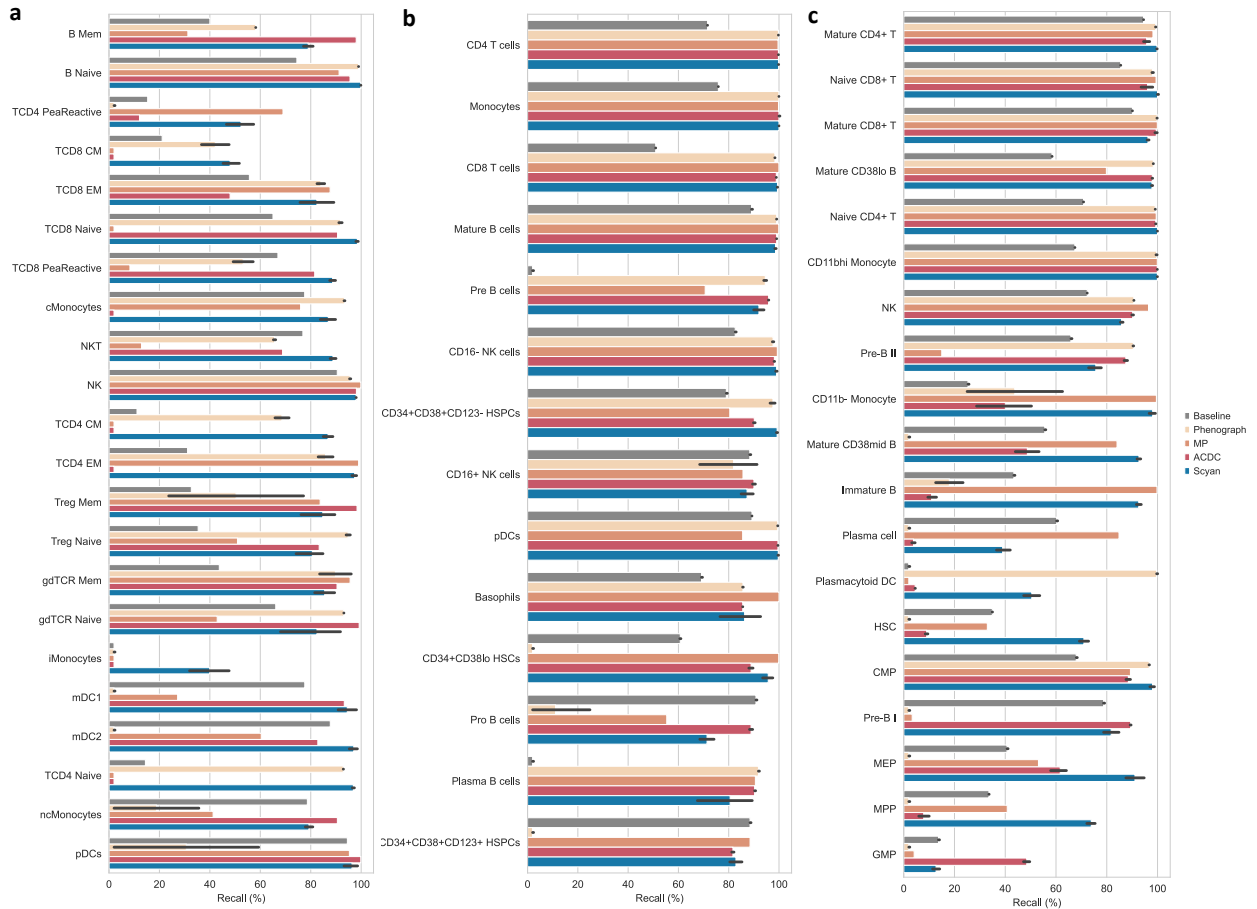 a
B Mem
B Naive
TCD4 PeaReactive
TCD8 CM
TCD8 EM
TCD8 Naive
TCD8 PeaReactive
cMonocytes
NKT
NK
TCD4 CM
TCD4 EM
Treg Mem
Treg Naive
gdTCR Mem
gdTCR Naive
iMonocytes
mDC1
mDC2
TCD4 Naive
ncMonocytes
pDCs
0 20 40 60 80 100
Recall (%)
b
CD4 T cells
Monocytes
CD8 T cells
Mature B cells
Pre B cells
CD16- NK cells
CD34+CD38+CD123- HSPCs
CD16+ NK cells
pDCs
Basophils
CD34+CD38lo HSCs
Pro B cells
Plasma B cells
CD34+CD38+CD123+ HSPCs
0 20 40 60 80 100
Recall (%)
c
Mature CD4+ T
Naive CD8+ T
Mature CD8+ T
Mature CD38lo B
Naive CD4+ T
CD11bhi Monocyte
NK
Pre-B II
CD11b- Monocyte
Mature CD38mid B
Immature B
Plasma cell
Plasmacytoid DC
HSC
CMP
Pre-B I
MEP
MPP
GMP
0 20 40 60 80 100
Recall (%)
Baseline
Phenograph
MP
ACDC
Scyan